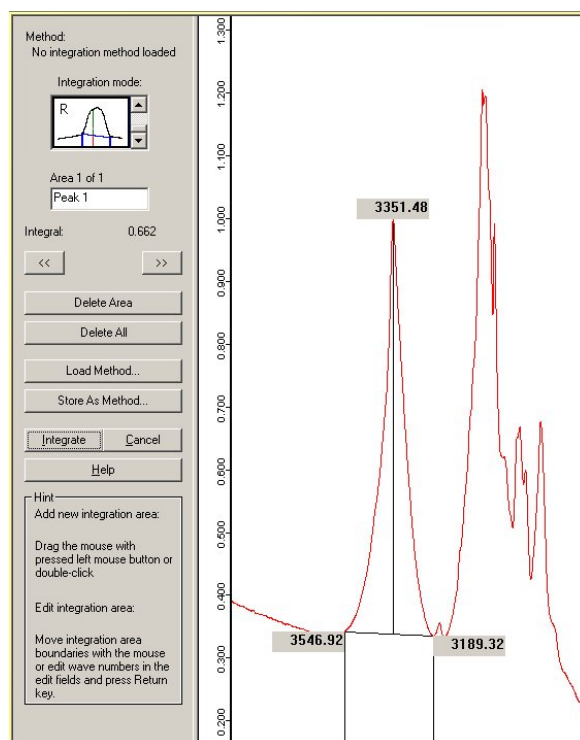 Method:
No integration method loaded
Integration mode:
R
Area 1 of 1
Peak 1
Integral: 0.662
<< >>
Delete Area
Delete All
Load Method...
Store As Method...
Integrate Cancel
Help
Hint
Add new integration area:
Drag the mouse with
pressed left mouse button or
double-click
Edit integration area:
Move integration area
boundaries with the mouse
or edit wave numbers in the
edit fields and press Return
key.
1.300
1.200
1.100
1.000
0.900
0.800
0.700
0.600
0.500
0.400
0.300
0.200
3351.48
3546.92
3189.32